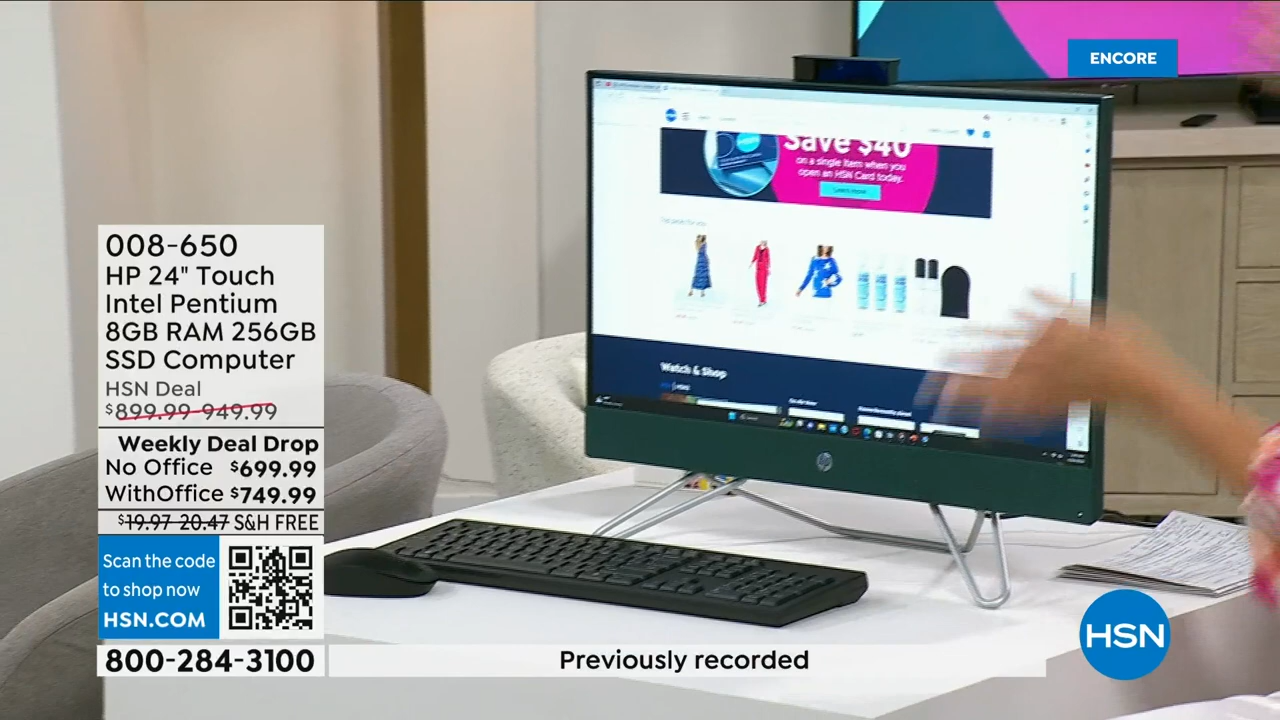 ENCORE
Save $40
on a single item when you
open an HSN Card today.
Learn more
Watch & Shop
008-650
HP 24" Touch
Intel Pentium
8GB RAM 256GB
SSD Computer
HSN Deal
$899.99-949.99
Weekly Deal Drop
No Office $699.99
WithOffice $749.99
$19.97-20.47 S&H FREE
Scan the code
to shop now
HSN.COM
800-284-3100
Previously recorded
hp
HSN